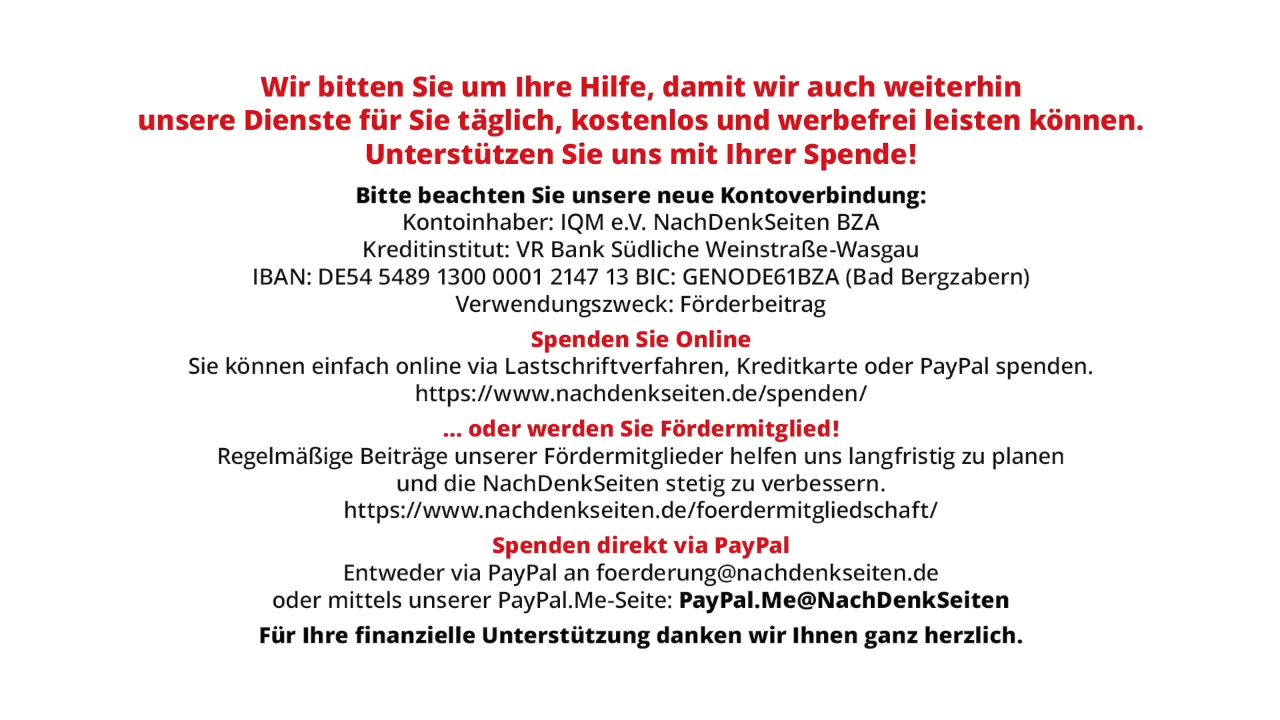 Wir bitten Sie um Ihre Hilfe, damit wir auch weiterhin
unsere Dienste für Sie täglich, kostenlos und werbefrei leisten können.
Unterstützen Sie uns mit Ihrer Spende!
Bitte beachten Sie unsere neue Kontoverbindung:
Kontoinhaber: IQM e.V. NachDenkSeiten BZA
Kreditinstitut: VR Bank Südliche Weinstraße-Wasgau
IBAN: DE54 5489 1300 0001 2147 13 BIC: GENODE61BZA (Bad Bergzabern)
Verwendungszweck: Förderbeitrag
Spenden Sie Online
Sie können einfach online via Lastschriftverfahren, Kreditkarte oder PayPal spenden.
https://www.nachdenkseiten.de/spenden/
... oder werden Sie Fördermitglied!
Regelmäßige Beiträge unserer Fördermitglieder helfen uns langfristig zu planen
und die NachDenkSeiten stetig zu verbessern.
https://www.nachdenkseiten.de/foerdermitgliedschaft/
Spenden direkt via PayPal
Entweder via PayPal an foerderung@nachdenkseiten.de
oder mittels unserer PayPal.Me-Seite: PayPal.Me@NachDenkSeiten
Für Ihre finanzielle Unterstützung danken wir Ihnen ganz herzlich.